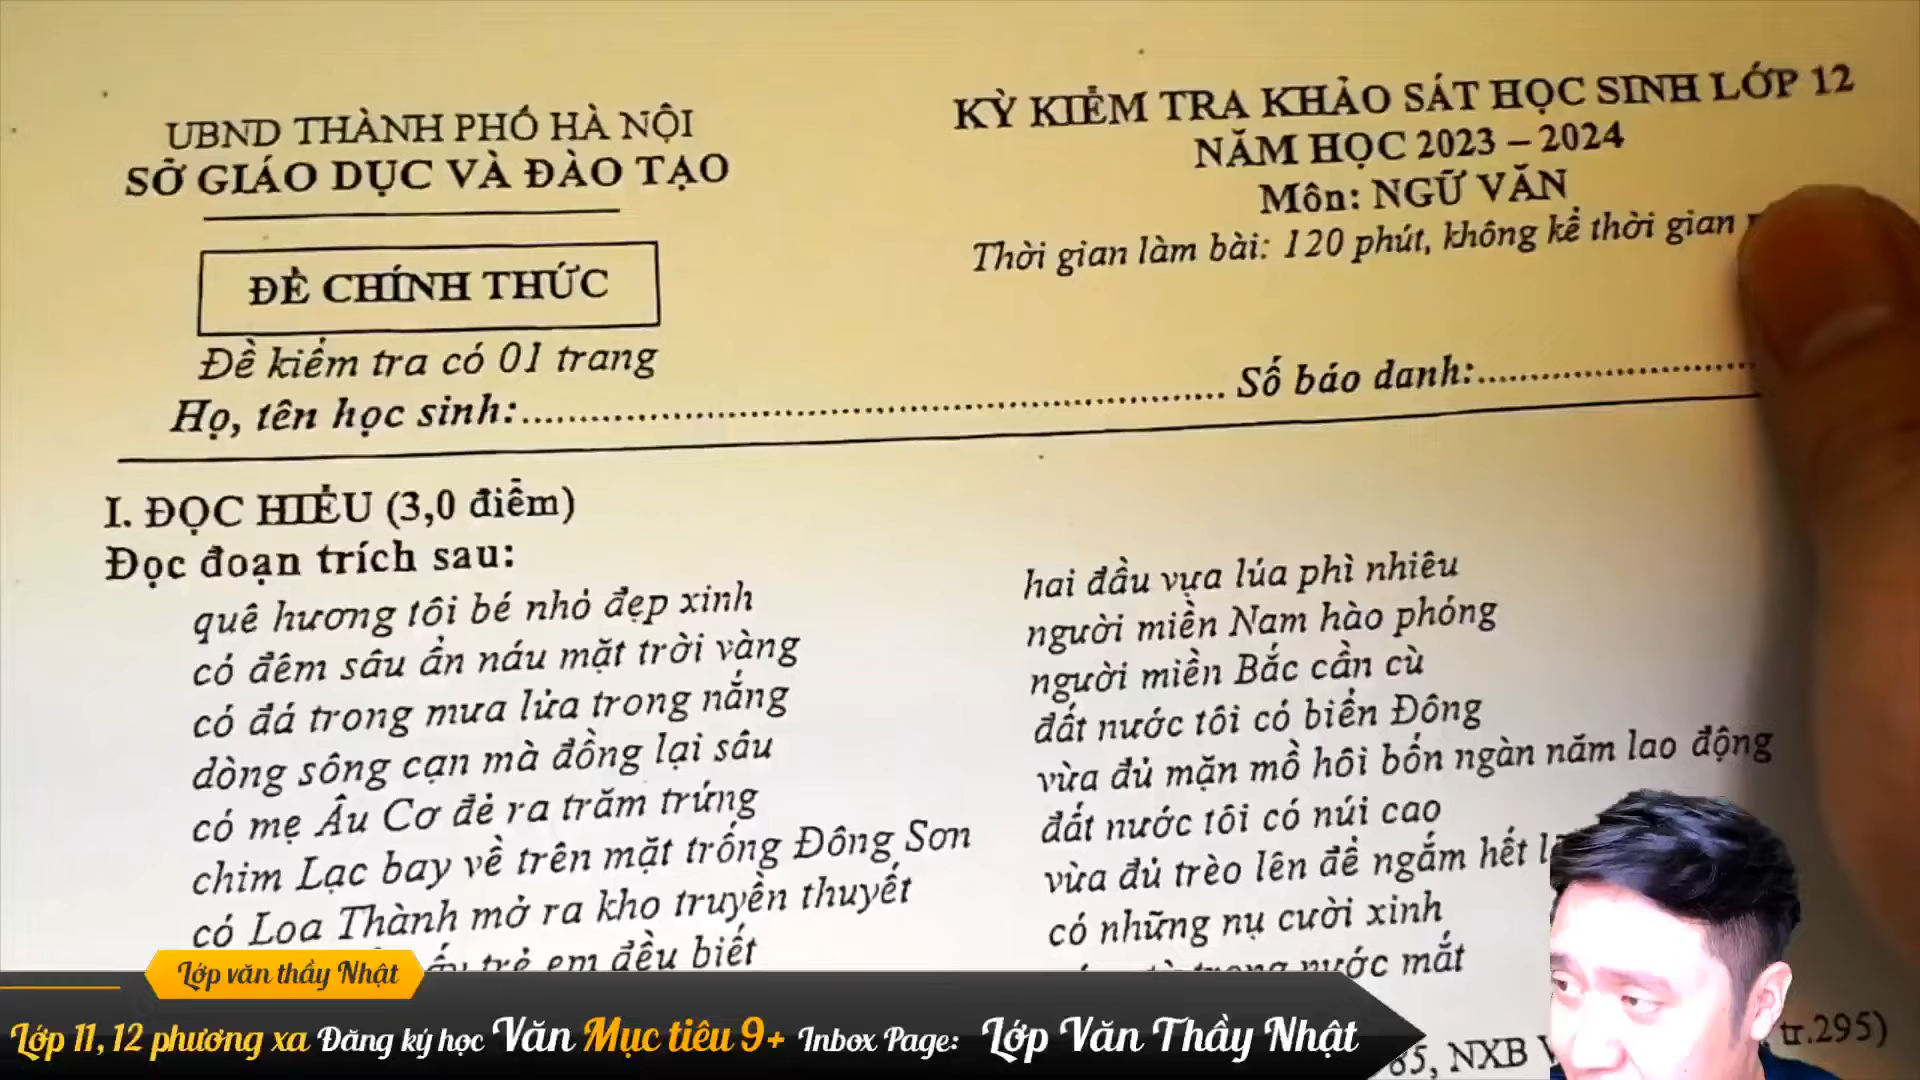 UBND THÀNH PHỐ HÀ NỘI
SỞ GIÁO DỤC VÀ ĐÀO TẠO
ĐỀ CHÍNH THỨC
Đề kiểm tra có 01 trang
KỲ KIỂM TRA KHẢO SÁT HỌC SINH LỚP 12
NĂM HỌC 2023 – 2024
Môn: NGỮ VĂN
Thời gian làm bài: 120 phút, không kể thời gian
Họ, tên học sinh:........................ Số báo danh:................
I. ĐỌC HIỂU (3,0 điểm)
Đọc đoạn trích sau:
quê hương tôi bé nhỏ đẹp xinh
có đêm sâu ẩn náu mặt trời vàng
có đá trong mưa lửa trong nắng
dòng sông cạn mà đồng lại sâu
có mẹ Âu Cơ đẻ ra trăm trứng
chim Lạc bay về trên mặt trống Đông Sơn
có Loa Thành mở ra kho truyền thuyết
trẻ em đều biết
hai đầu vựa lúa phì nhiêu
người miền Nam hào phóng
người miền Bắc cần cù
đất nước tôi có biển Đông
vừa đủ mặn mồ hôi bốn ngàn năm lao động
đất nước tôi có núi cao
vừa đủ trèo lên để ngắm hết
có những nụ cười xinh
trong nước mắt
85, NXB
tr.295)
Lớp văn thầy Nhật
Lớp 11, 12 phương xa Đăng ký học Văn Mục tiêu 9+ Inbox Page: Lớp Văn Thầy Nhật